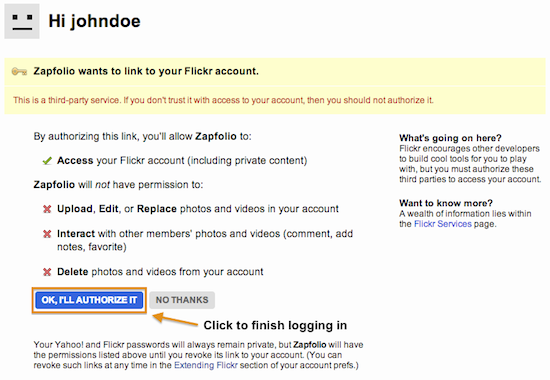 Hi johndoe
Zapfolio wants to link to your Flickr account.
This is a third-party service. If you don't trust it with access to your account, then you should not authorize it.
By authorizing this link, you'll allow Zapfolio to:
Access your Flickr account (including private content)
Zapfolio will not have permission to:
Upload, Edit, or Replace photos and videos in your account
Interact with other members' photos and videos (comment, add
notes, favorite)
Delete photos and videos from your account
OK, I'LL AUTHORIZE IT
NO THANKS
Click to finish logging in
Your Yahoo! and Flickr passwords will always remain private, but Zapfolio will have
the permissions listed above until you revoke its link to your account. (You can
revoke such links at any time in the Extending Flickr section of your account prefs.)
What's going on here?
Flickr encourages other developers
to build cool tools for you to play
with, but you must authorize these
third parties to access your account.
Want to know more?
A wealth of information lies within
the Flickr Services page.